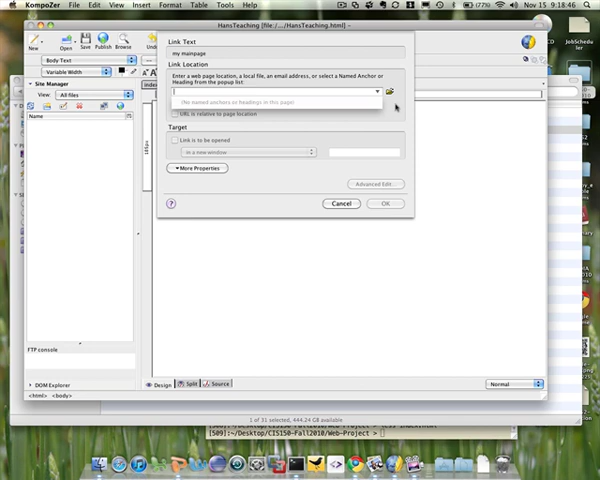 KompoZer File Edit View Insert Format Table Tools Help
(77%) Nov 15 9:18:46
HansTeaching [file :/.../HansTeaching.html] -
New Open Save Publish Browse
Body Text
Variable Width
Site Manager
View: All files
Name
Link Text
my mainpage
Link Location
Enter a web page location, a local file, an email address, or select a Named Anchor or
Heading from the popup list:
(No named anchors or headings in this page)
URL is relative to page location
Target
Link is to be opened
in a new window
More Properties
Advanced Edit...
Cancel OK
JobSchedu
ler
FTP console
DOM Explorer
Design Split Source
Normal
<html> <body>
1 of 31 selected, 444.24 GB available
[509]:~/Desktop/CIS150-Fall2010/Web-Project >